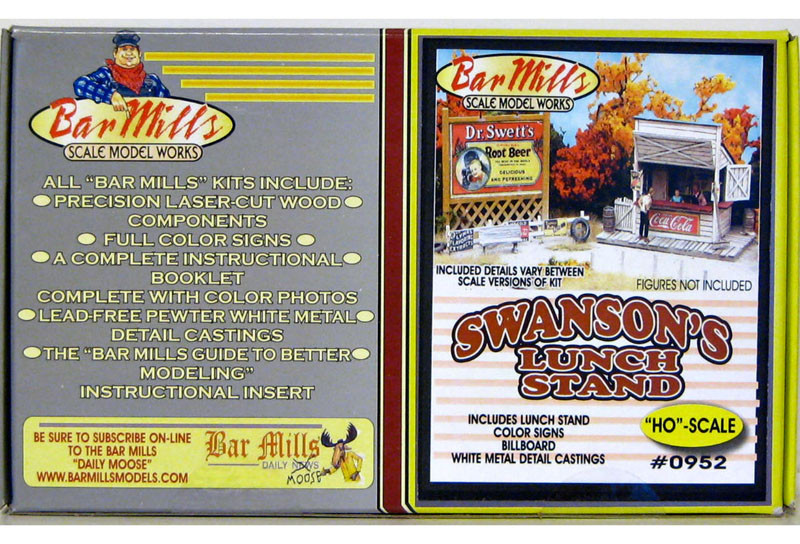 Bar Mills
SCALE MODEL WORKS
ALL "BAR MILLS" KITS INCLUDE:
PRECISION LASER-CUT WOOD
COMPONENTS
FULL COLOR SIGNS
A COMPLETE INSTRUCTIONAL
BOOKLET
COMPLETE WITH COLOR PHOTOS
LEAD-FREE PEWTER WHITE METAL
DETAIL CASTINGS
THE "BAR MILLS GUIDE TO BETTER
MODELING"
INSTRUCTIONAL INSERT
BE SURE TO SUBSCRIBE ON-LINE
TO THE BAR MILLS
"DAILY MOOSE"
WWW.BARMILLSMODELS.COM
Bar Mills
DAILY NEWS
MOOSE
Bar Mills
SCALE MODEL WORKS
Dr. Swett's
Root Beer
DELICIOUS
AND REFRESHING
Coca-Cola
INCLUDED DETAILS VARY BETWEEN
SCALE VERSIONS OF KIT
FIGURES NOT INCLUDED
SWANSON'S
LUNCH
STAND
INCLUDES LUNCH STAND
COLOR SIGNS
BILLBOARD
WHITE METAL DETAIL CASTINGS
"HO"-SCALE
#0952